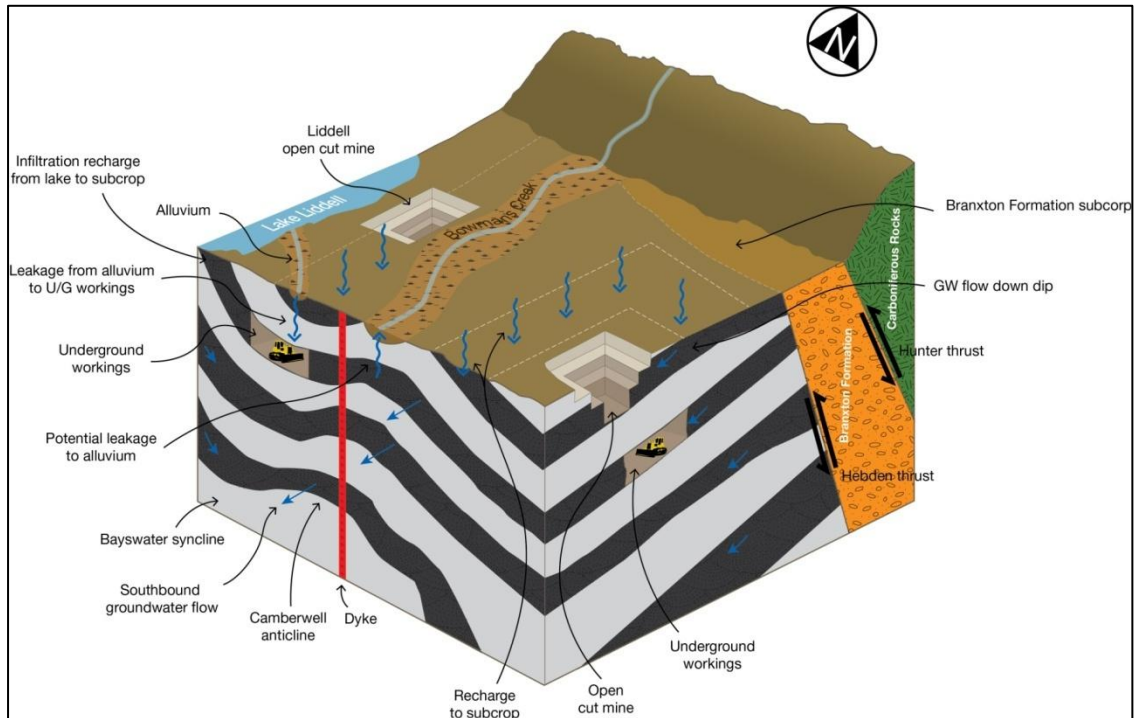 N
Liddell
open cut mine
Infiltration recharge
from lake to subcrop
Alluvium
Lake Liddell
Bowmans Creek
Branxton Formation subcorp
Leakage from alluvium
to U/G workings
GW flow down dip
Carboniferous Rocks
Hunter thrust
Underground
workings
Branxton Formation
Potential leakage
to alluvium
Hebden thrust
Bayswater syncline
Southbound
groundwater flow
Camberwell
anticline
Dyke
Recharge
to subcrop
Open
cut mine
Underground
workings